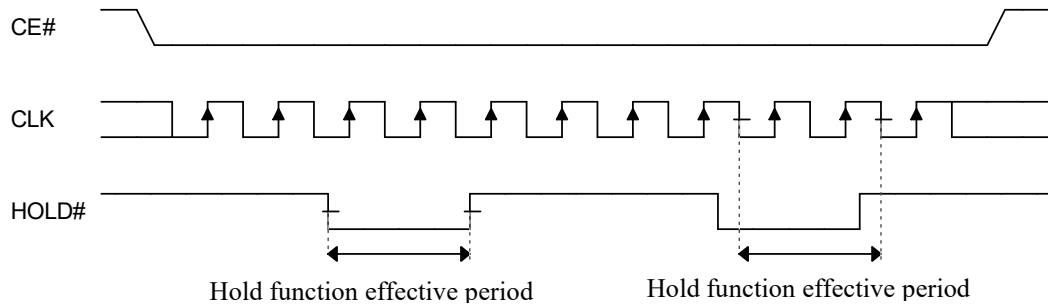 CE#
CLK
HOLD#
Hold function effective period
Hold function effective period